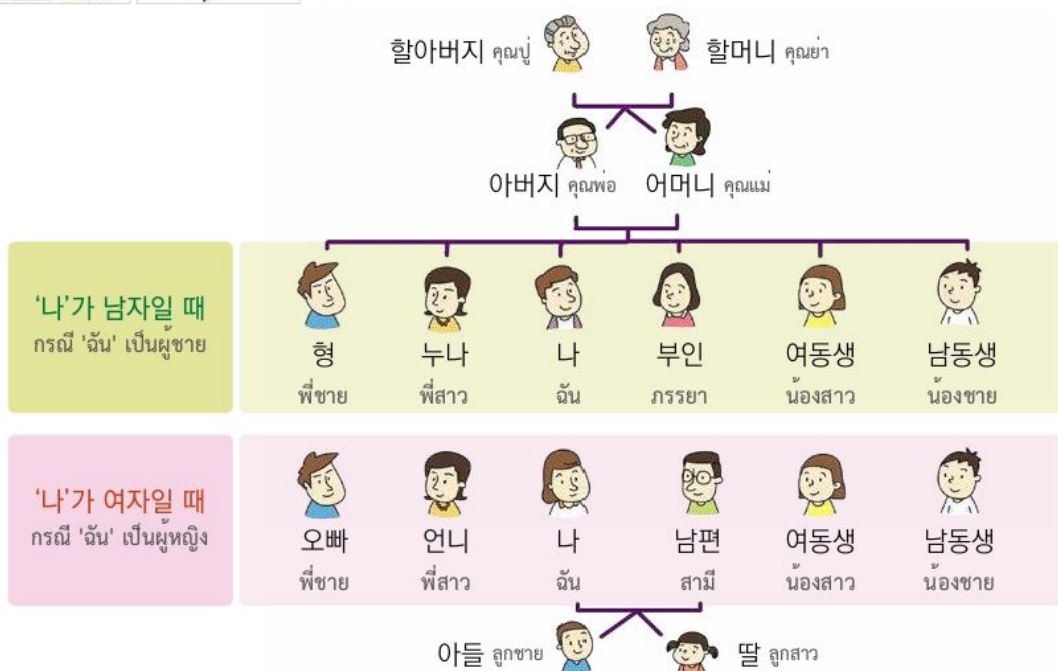 할아버지 คุณปู่ 할머니 คุณย่า
아버지 คุณพ่อ 어머니 คุณแม่
'나'가 남자일 때
กรณี 'ฉัน' เป็นผู้ชาย
형 누나 나 부인 여동생 남동생
พี่ชาย พี่สาว ฉัน ภรรยา น้องสาว น้องชาย
'나'가 여자일 때
กรณี 'ฉัน' เป็นผู้หญิง
오빠 언니 나 남편 여동생 남동생
พี่ชาย พี่สาว ฉัน สามี น้องสาว น้องชาย
아들 ลูกชาย 딸 ลูกสาว